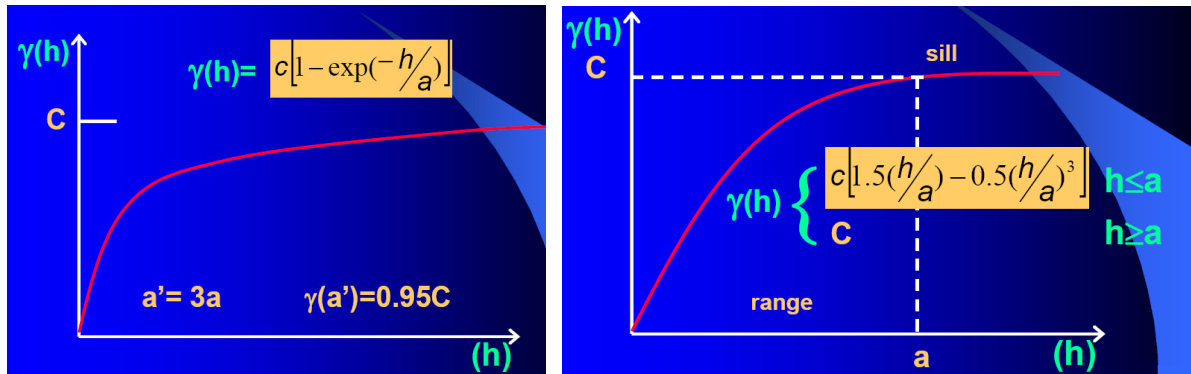 γ(h)
γ(h)= c[1 − exp(−h/a)]
C
a’= 3a γ(a’)=0.95C
(h)
γ(h)
C
sill
γ(h) { c[1.5(h/a) − 0.5(h/a)³] h≤a
C h≥a
range
a (h)